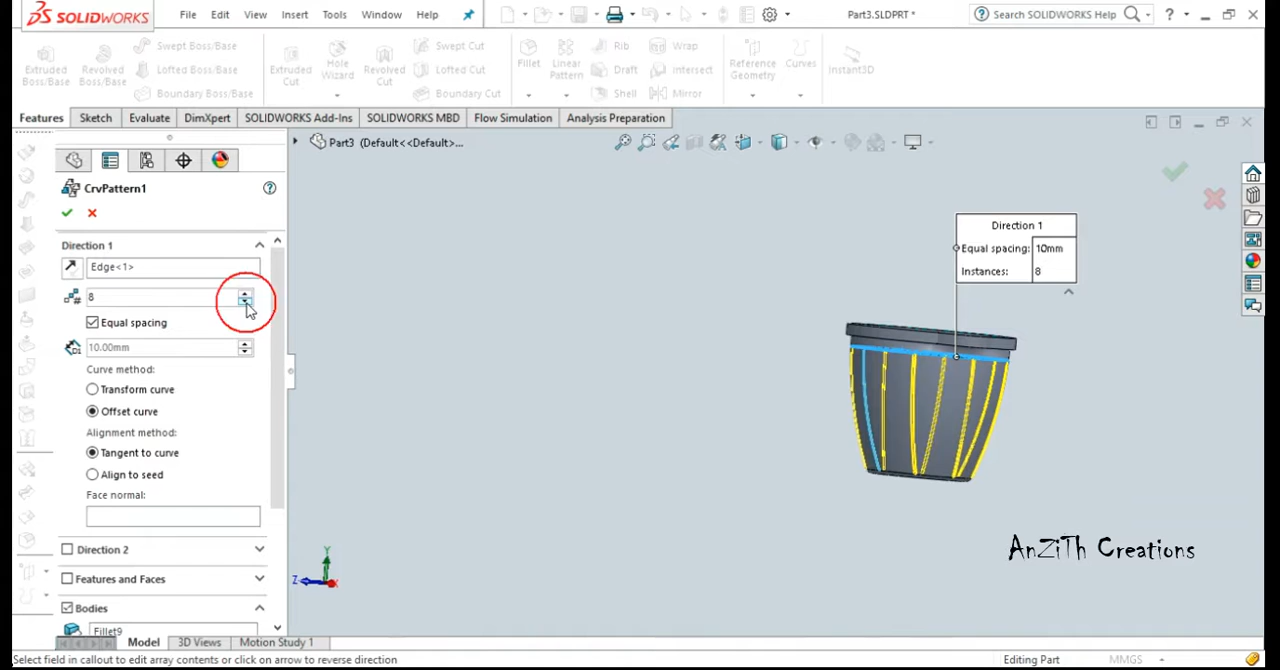 SOLIDWORKS File Edit View Insert Tools Window Help Part3.SLDPRT * Search SOLIDWORKS Help ?
Extruded Boss/Base Revolved Boss/Base Swept Boss/Base Lofted Boss/Base Boundary Boss/Base Extruded Cut Hole Wizard Revolved Cut Swept Cut Lofted Cut Boundary Cut Fillet Linear Pattern Rib Draft Shell Wrap Intersect Mirror Reference Geometry Curves Instant3D
Features Sketch Evaluate DimXpert SOLIDWORKS Add-Ins SOLIDWORKS MBD Flow Simulation Analysis Preparation
Part3 (Default<<Default>...
CrvPattern1 ?
Direction 1
Edge<1>
8
Equal spacing
10.00mm
Curve method:
Transform curve
Offset curve
Alignment method:
Tangent to curve
Align to seed
Face normal:
Direction 2
Features and Faces
Bodies
Fillet9
Direction 1
Equal spacing: 10mm
Instances: 8
Y
Z X
AnZiTh Creations
Model 3D Views Motion Study 1
Select field in callout to edit array contents or click on arrow to reverse direction Editing Part MMGS